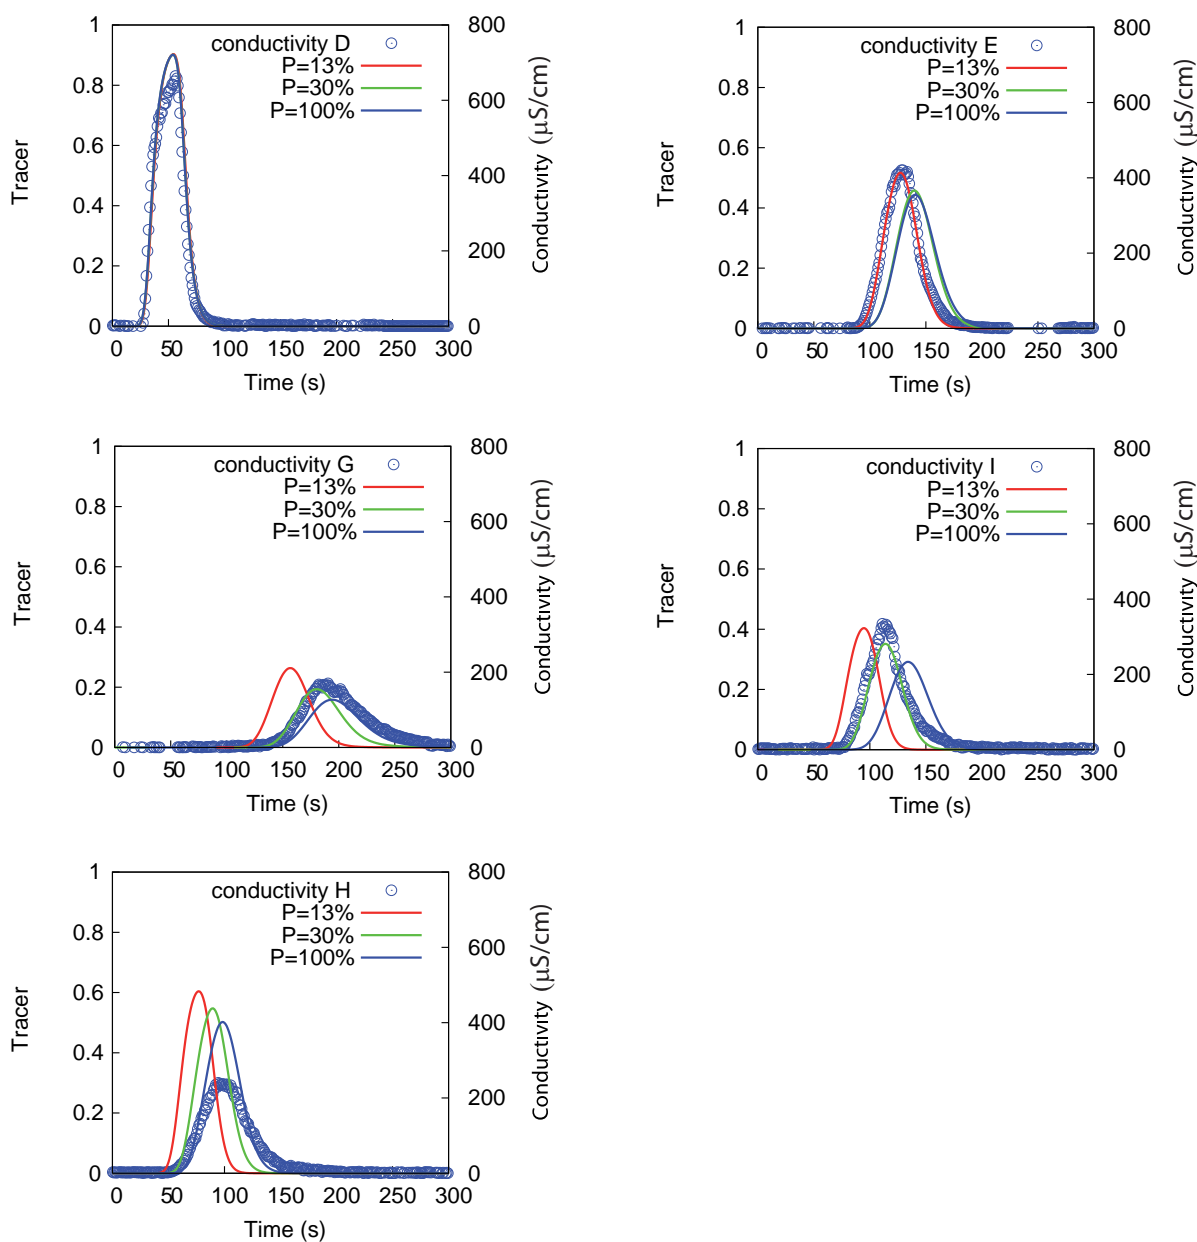 1 800
conductivity D
P=13%
0.8
P=30%
600
P=100%
0.6
400
0.4
200
0.2
0 0
0 50 100 150 200 250 300
Time (s)
Tracer
Conductivity (µS/cm)
1 800
conductivity E
P=13%
0.8
P=30%
600
P=100%
0.6
400
0.4
200
0.2
0 0
0 50 100 150 200 250 300
Time (s)
Tracer
Conductivity (µS/cm)
1 800
conductivity G
P=13%
0.8
P=30%
600
P=100%
0.6
400
0.4
200
0.2
0 0
0 50 100 150 200 250 300
Time (s)
Tracer
Conductivity (µS/cm)
1 800
conductivity I
P=13%
0.8
P=30%
600
P=100%
0.6
400
0.4
200
0.2
0 0
0 50 100 150 200 250 300
Time (s)
Tracer
Conductivity (µS/cm)
1 800
conductivity H
P=13%
0.8
P=30%
600
P=100%
0.6
400
0.4
200
0.2
0 0
0 50 100 150 200 250 300
Time (s)
Tracer
Conductivity (µS/cm)